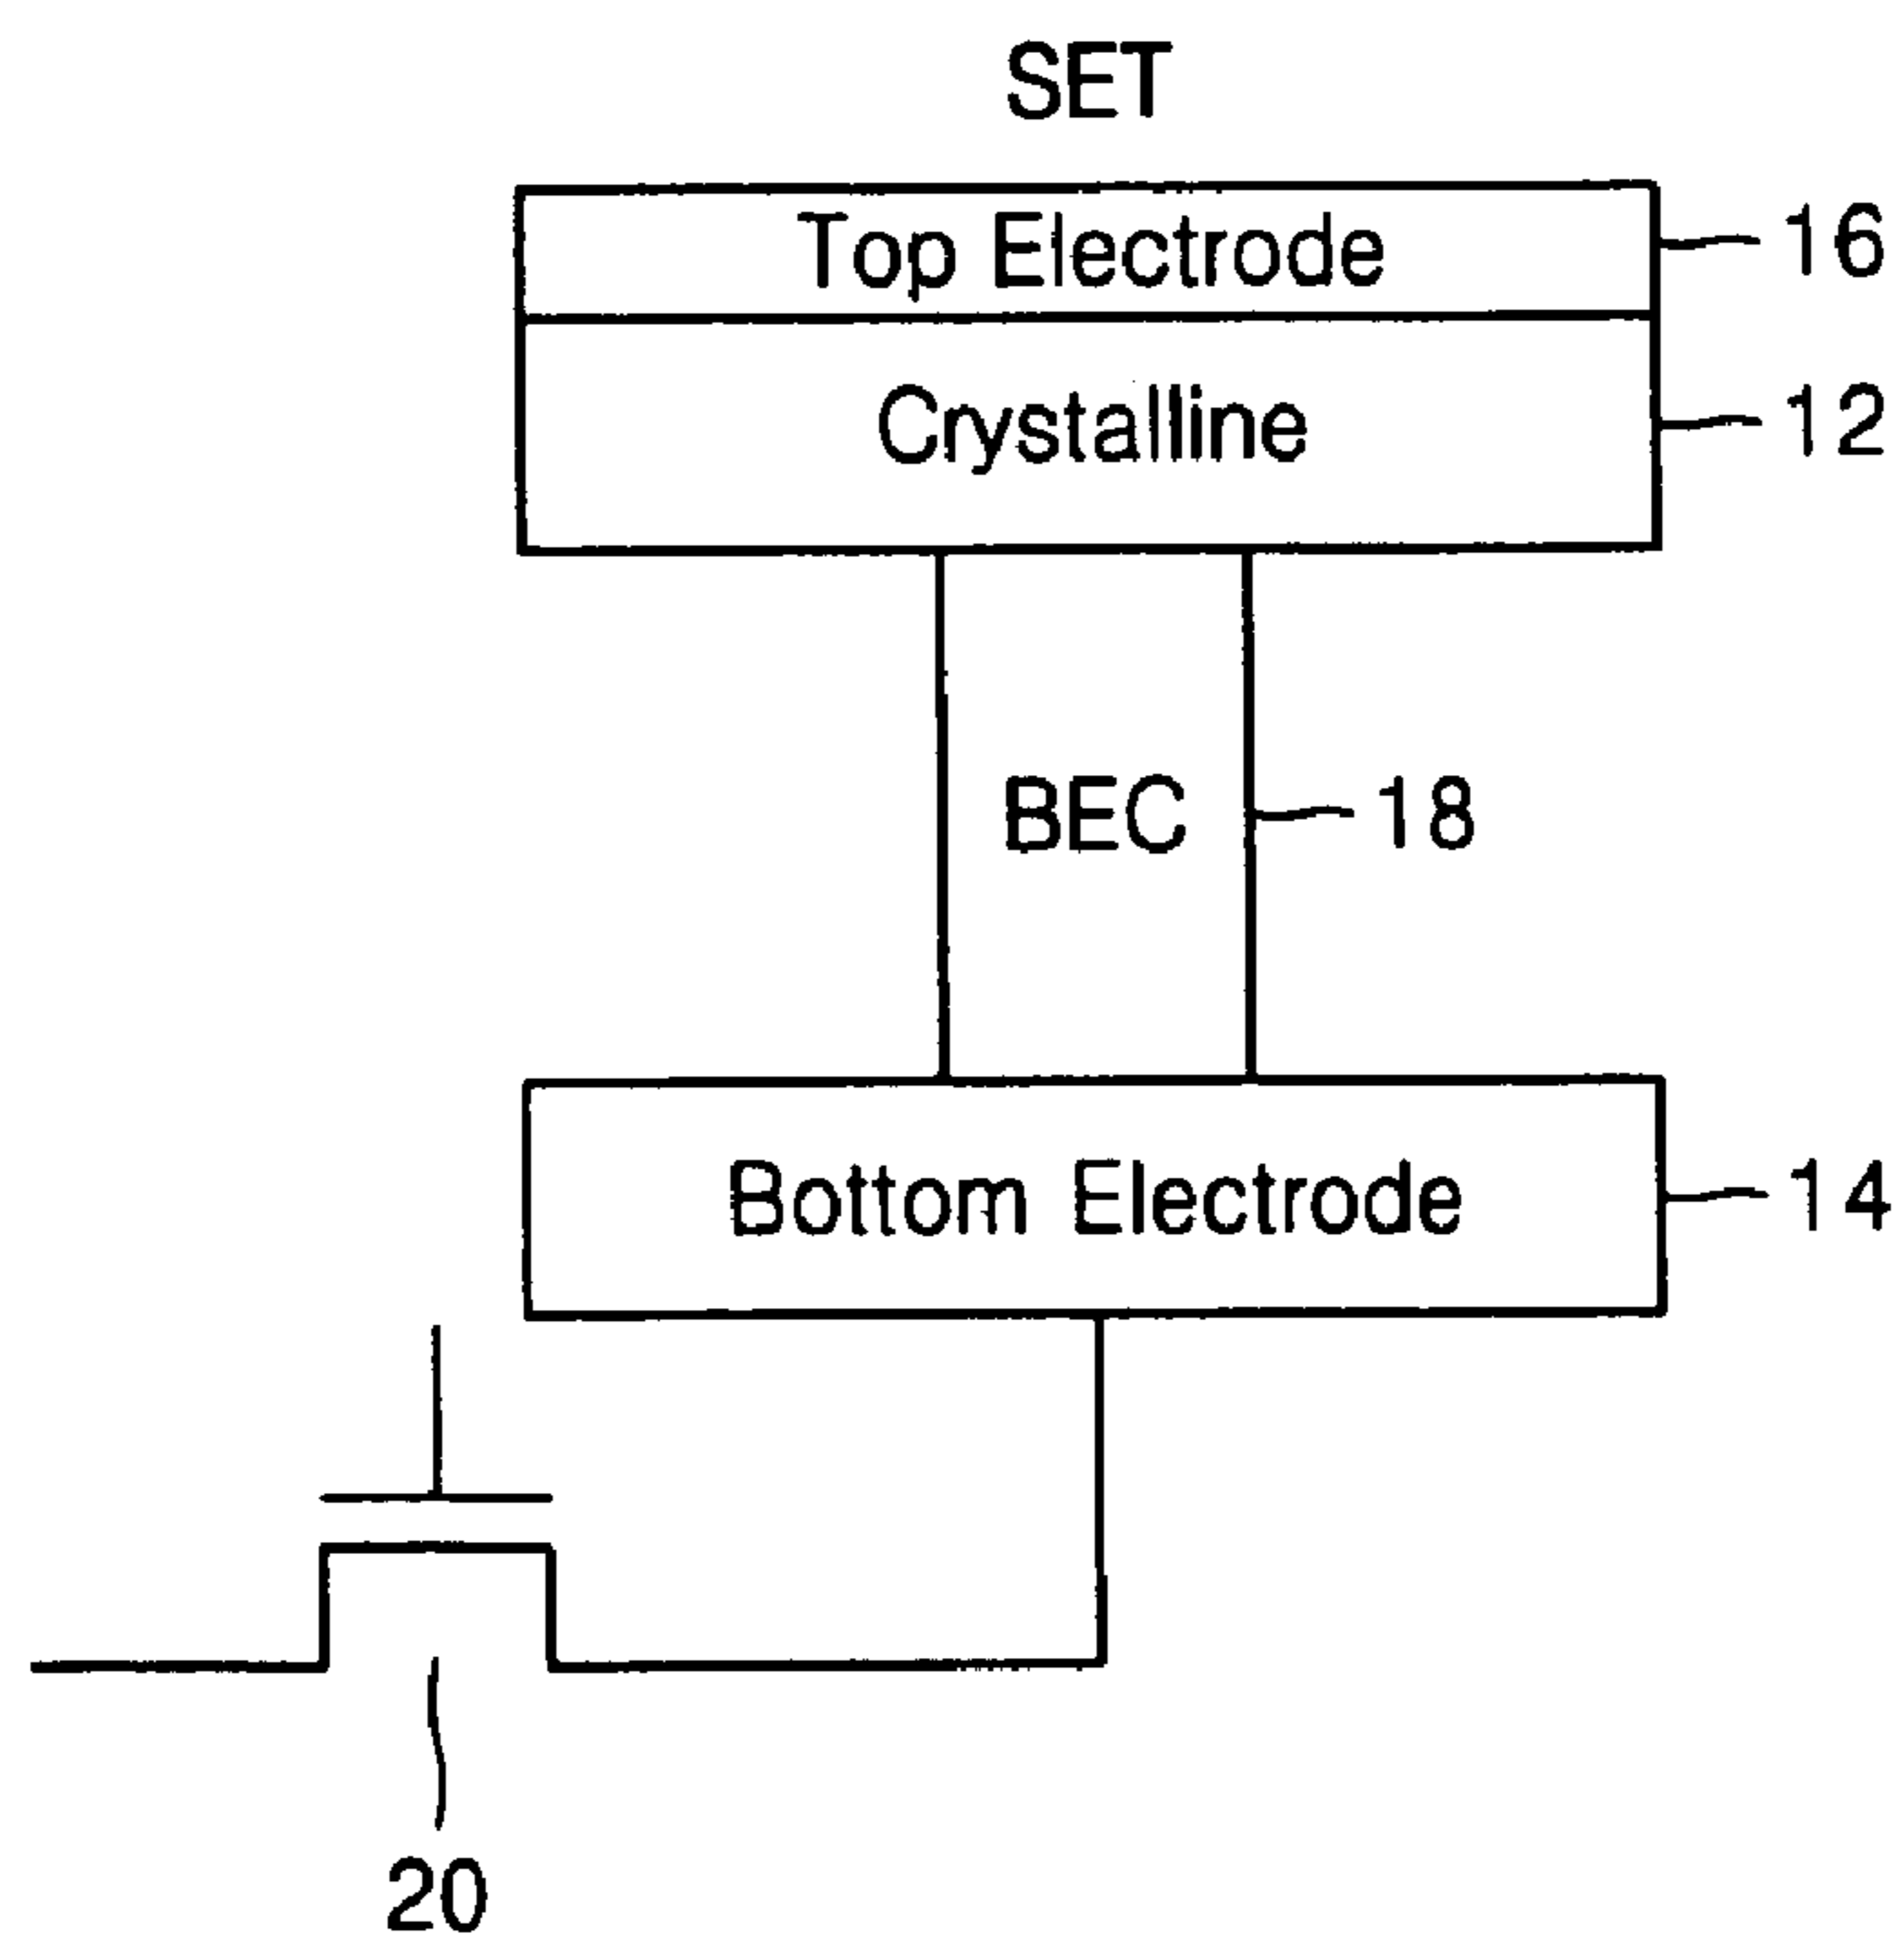 SET
Top Electrode
16
Crystalline
12
BEC
18
Bottom Electrode
14
20